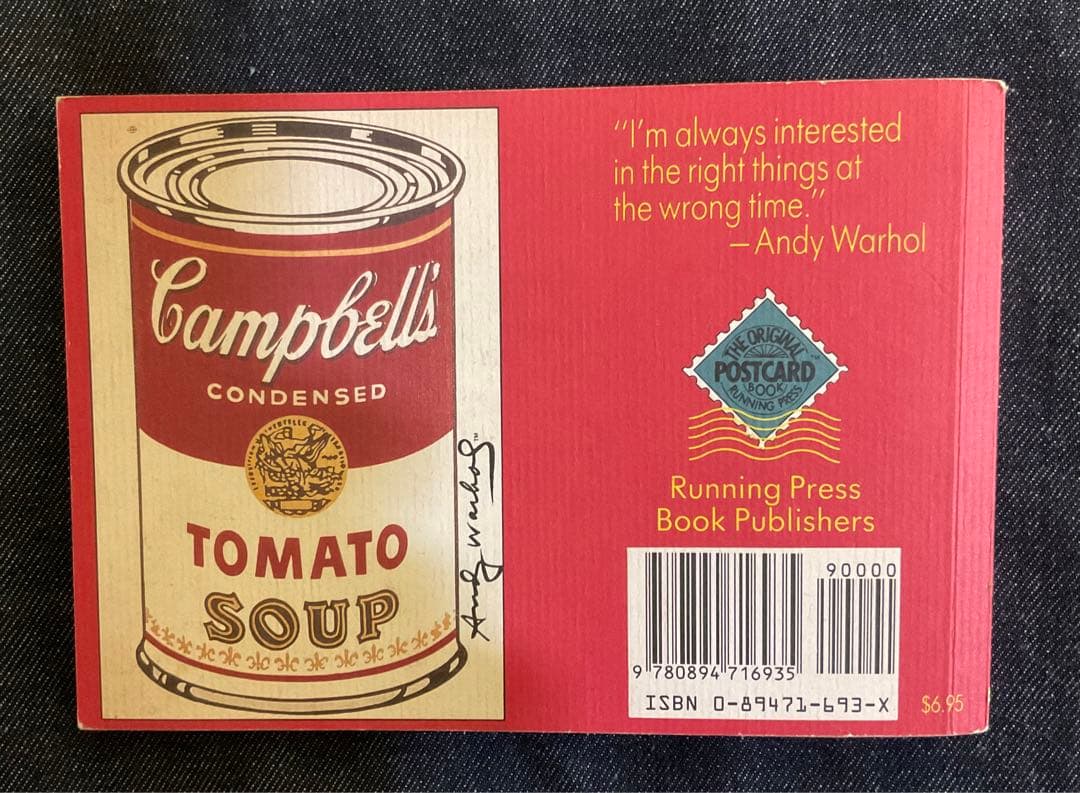 Campbell's
CONDENSED
TOMATO
SOUP
Andy Warhol™
“I'm always interested
in the right things at
the wrong time.”
– Andy Warhol
THE ORIGINAL
POSTCARD
BOOK
RUNNING PRESS
Running Press
Book Publishers
90000
9 780894 716935
ISBN 0-89471-693-X
$6.95